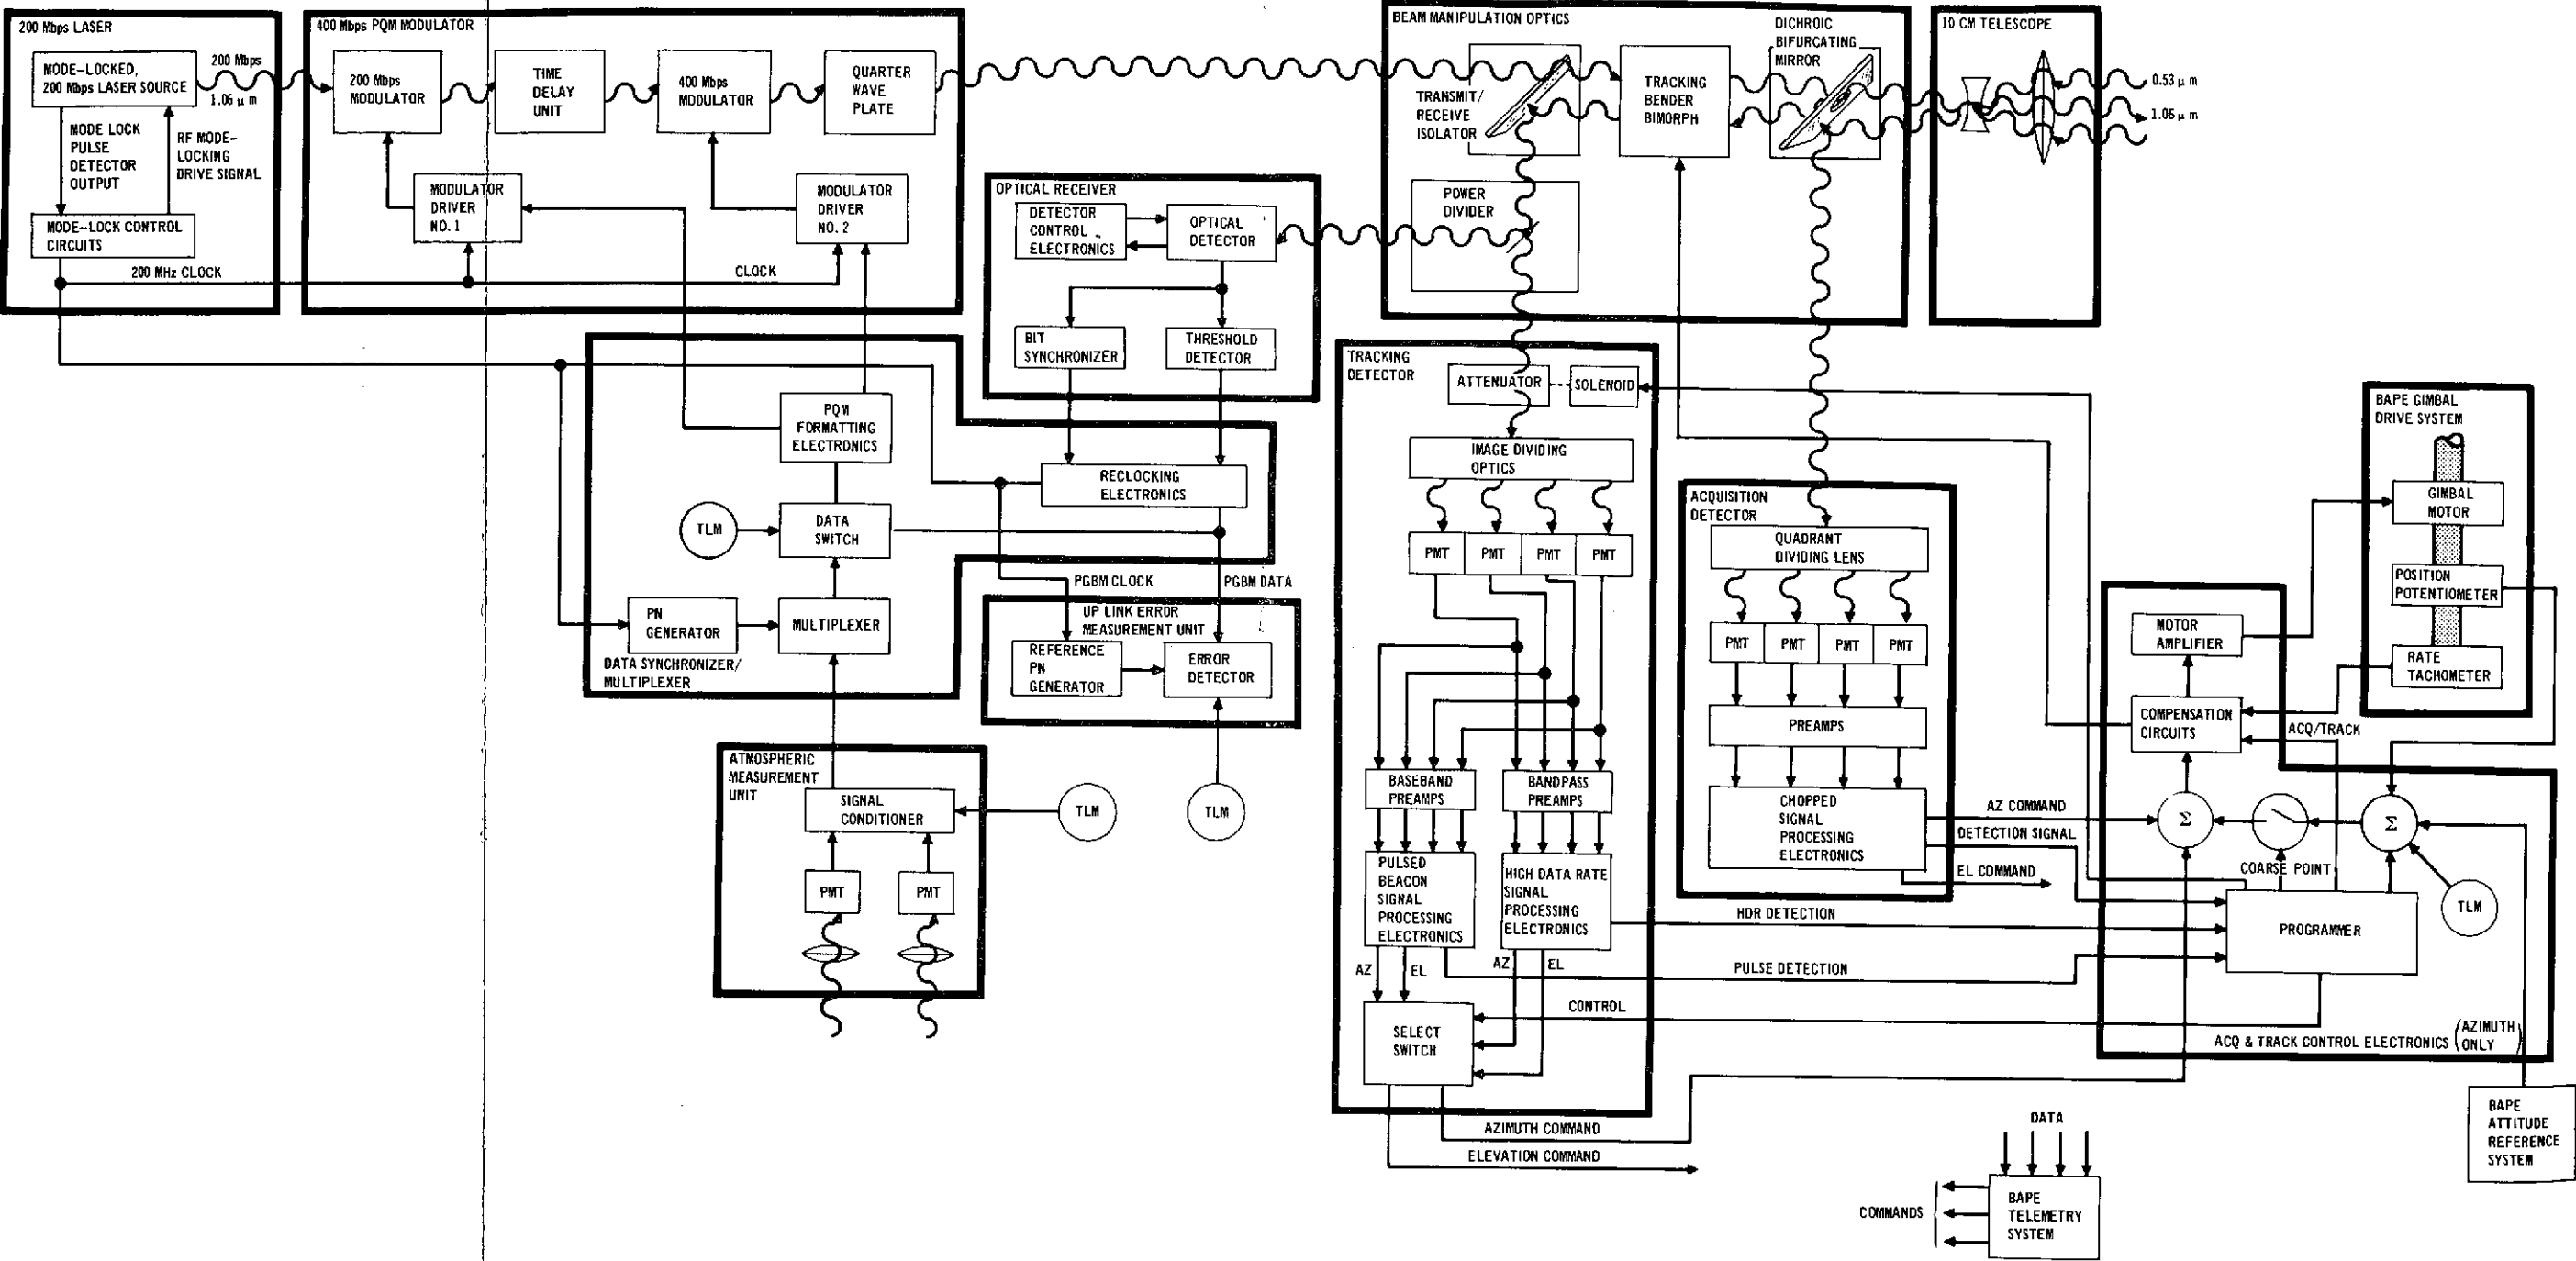 200 Mbps LASER
MODE-LOCKED,
200 Mbps LASER SOURCE
200 Mbps
1.06 μ m
MODE LOCK
PULSE
DETECTOR
OUTPUT
RF MODE-
LOCKING
DRIVE SIGNAL
MODE-LOCK CONTROL
CIRCUITS
200 MHz CLOCK
400 Mbps PQM MODULATOR
200 Mbps
MODULATOR
TIME
DELAY
UNIT
400 Mbps
MODULATOR
QUARTER
WAVE
PLATE
MODULATOR
DRIVER
NO. 1
MODULATOR
DRIVER
NO. 2
CLOCK
OPTICAL RECEIVER
DETECTOR
CONTROL
ELECTRONICS
OPTICAL
DETECTOR
BIT
SYNCHRONIZER
THRESHOLD
DETECTOR
BEAM MANIPULATION OPTICS
TRANSMIT/
RECEIVE
ISOLATOR
TRACKING
BENDER
BIMORPH
DICHROIC
BIFURCATING
MIRROR
POWER
DIVIDER
10 CM TELESCOPE
0.53 μ m
1.06 μ m
PQM
FORMATTING
ELECTRONICS
RECLOCKING
ELECTRONICS
TLM
DATA
SWITCH
PN
GENERATOR
MULTIPLEXER
DATA SYNCHRONIZER/
MULTIPLEXER
PGBM CLOCK
PGBM DATA
UP LINK ERROR
MEASUREMENT UNIT
REFERENCE
PN
GENERATOR
ERROR
DETECTOR
TLM
TLM
ATMOSPHERIC
MEASUREMENT
UNIT
SIGNAL
CONDITIONER
PMT
PMT
TRACKING
DETECTOR
ATTENUATOR
SOLENOID
IMAGE DIVIDING
OPTICS
PMT
PMT
PMT
PMT
BASEBAND
PREAMPS
BANDPASS
PREAMPS
PULSED
BEACON
SIGNAL
PROCESSING
ELECTRONICS
HIGH DATA RATE
SIGNAL
PROCESSING
ELECTRONICS
AZ
EL
AZ
EL
SELECT
SWITCH
AZIMUTH COMMAND
ELEVATION COMMAND
ACQUISITION
DETECTOR
QUADRANT
DIVIDING LENS
PMT
PMT
PMT
PMT
PREAMPS
CHOPPED
SIGNAL
PROCESSING
ELECTRONICS
AZ COMMAND
DETECTION SIGNAL
EL COMMAND
HDR DETECTION
PULSE DETECTION
CONTROL
BAPE GIMBAL
DRIVE SYSTEM
GIMBAL
MOTOR
POSITION
POTENTIOMETER
RATE
TACHOMETER
MOTOR
AMPLIFIER
COMPENSATION
CIRCUITS
ACQ/TRACK
Σ
Σ
COARSE POINT
TLM
PROGRAMMER
ACQ & TRACK CONTROL ELECTRONICS (AZIMUTH ONLY)
BAPE
ATTITUDE
REFERENCE
SYSTEM
DATA
COMMANDS
BAPE
TELEMETRY
SYSTEM